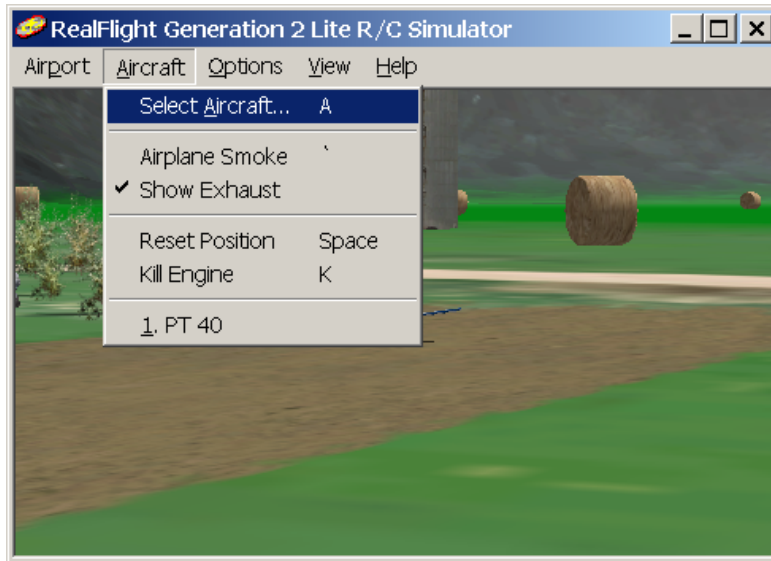 RealFlight Generation 2 Lite R/C Simulator
Airport Aircraft Options View Help
Select Aircraft... A
Airplane Smoke `
✓ Show Exhaust
Reset Position Space
Kill Engine K
1. PT 40